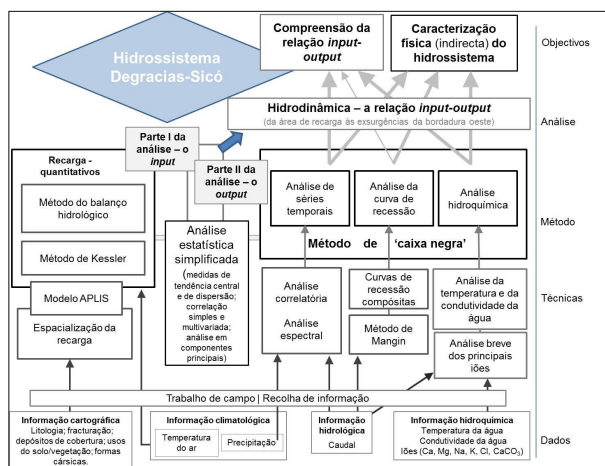 Hidrossistema
Degracias-Sicó
Compreensão da
relação input-
output
Caracterização
física (indirecta) do
hidrossistema
Objectivos
Hidrodinâmica – a relação input-output
(da área de recarga às exsurgências da bordadura oeste)
Análise
Parte I da
análise – o
input
Parte II da
análise – o
output
Recarga -
quantitativos
Método do balanço
hidrológico
Método de Kessler
Modelo APLIS
Espacialização da
recarga
Análise
estatística
simplificada
(medidas de
tendência central e
de dispersão;
correlação
simples e
multivariada;
análise em
componentes
principais)
Análise de
séries
temporais
Análise da
curva de
recessão
Análise
hidroquímica
Método de ‘caixa negra’
Método
Análise
correlatória
Análise
espectral
Curvas de
recessão
compósitas
Método de
Mangin
Análise da
temperatura e da
condutividade da
água
Análise breve
dos principais
iões
Técnicas
Trabalho de campo | Recolha de informação
Informação cartográfica
Litologia; fracturação;
depósitos de cobertura; usos
do solo/vegetação; formas
cársicas.
Informação climatológica
Temperatura
do ar
Precipitação
Informação
hidrológica
Caudal
Informação hidroquímica
Temperatura da água
Condutividade da água
Iões (Ca, Mg, Na, K, Cl, CaCO3)
Dados